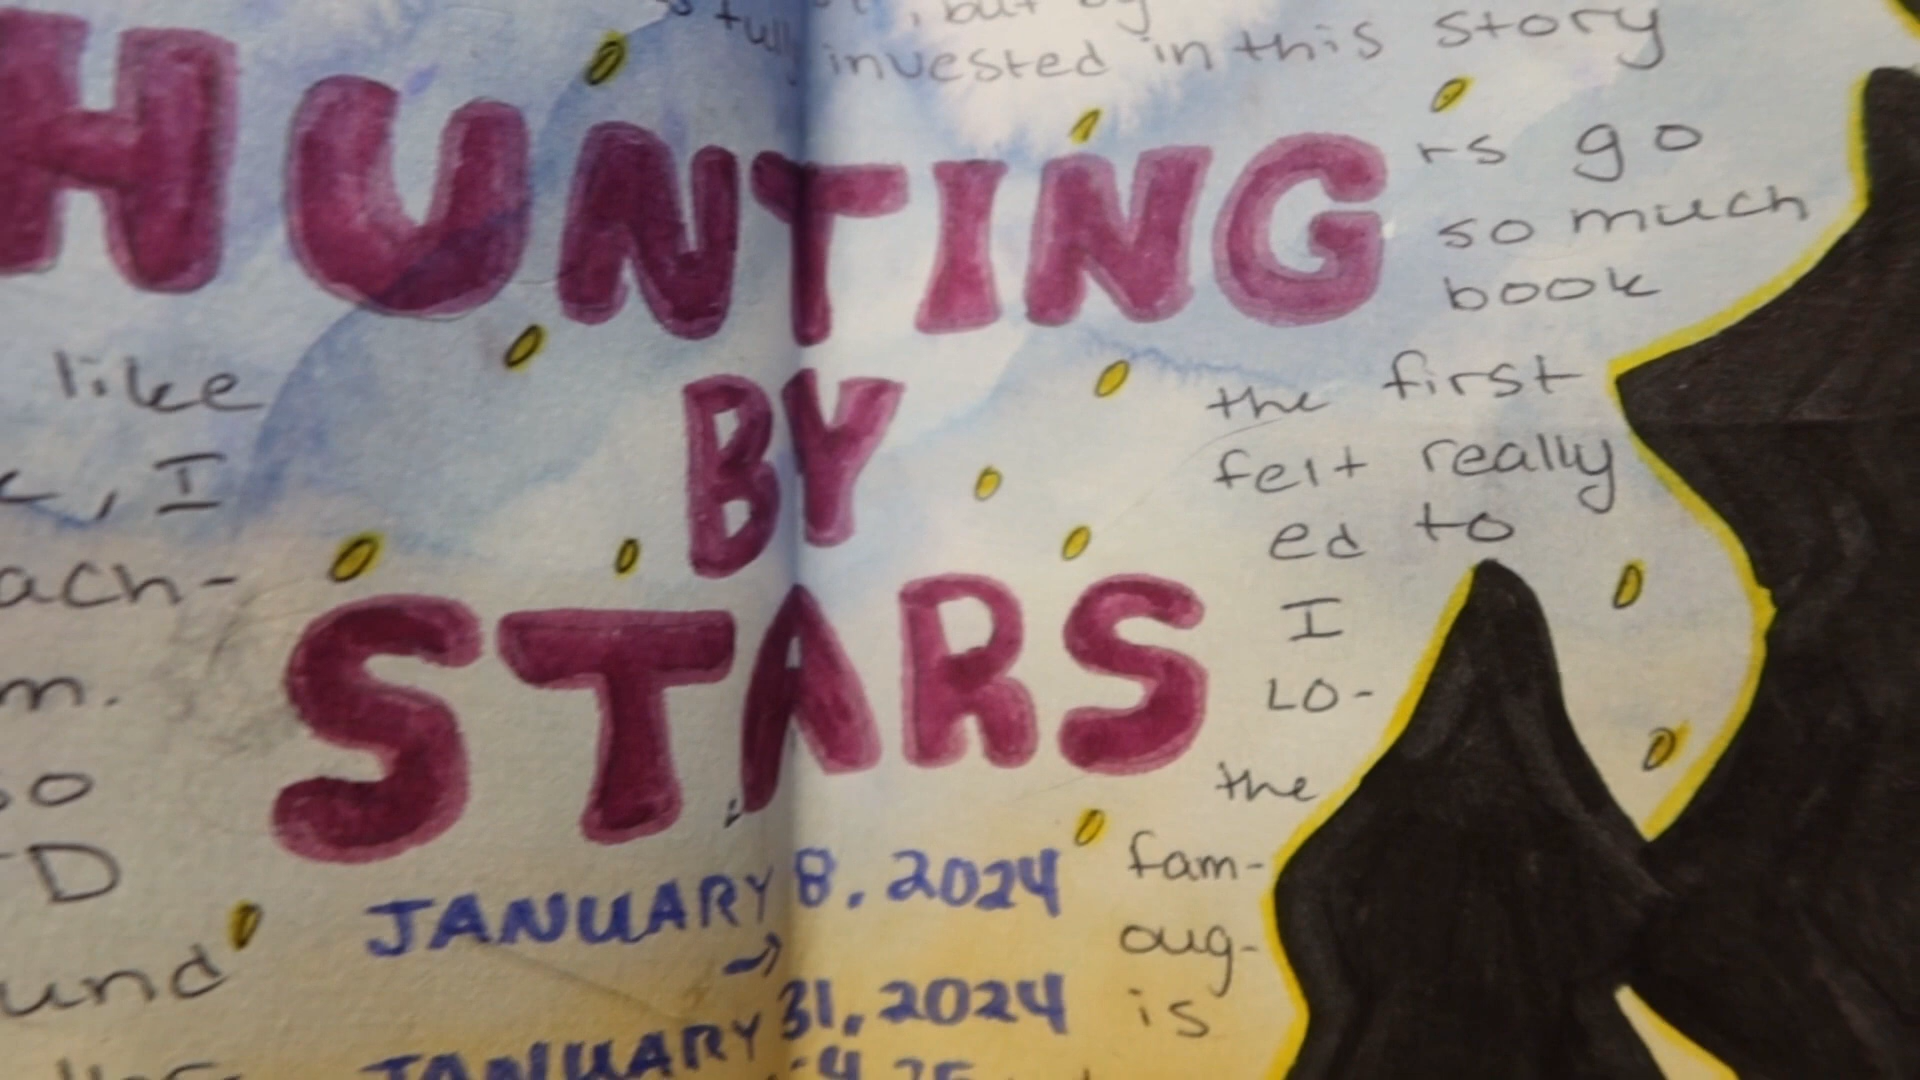 invested in this story
HUNTING
rs go
so much
book
like
the first
BY
, I
felt really
ed to
ach-
STARS
I
m.
LO-
the
so
D
JANUARY 8, 2024
fam-
→
oug-
und
JANUARY 31, 2024
is